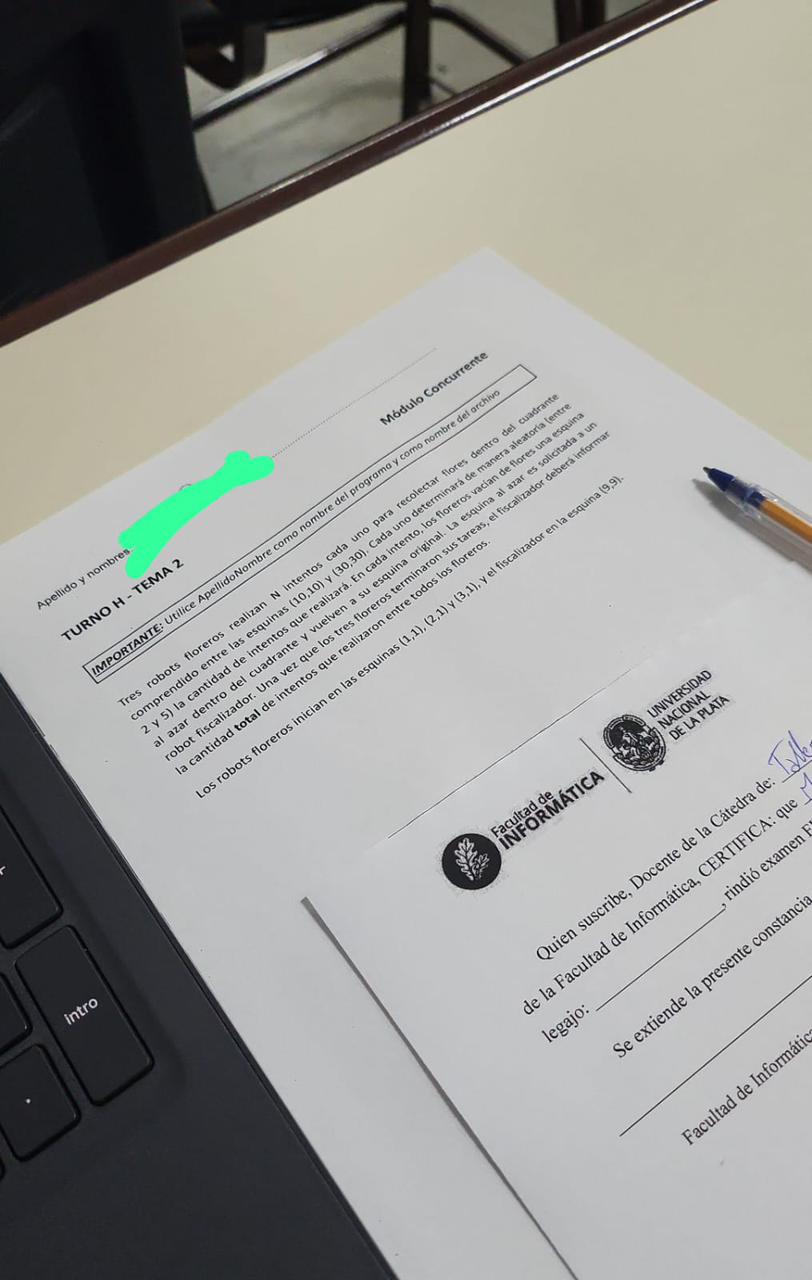 Módulo Concurrente
Apellido y nombres
TURNO H - TEMA 2
IMPORTANTE: Utilice ApellidoNombre como nombre del programa y como nombre del archivo
Tres robots floreros realizan N intentos cada uno para recolectar flores dentro del cuadrante
comprendido entre las esquinas (10,10) y (30,30). Cada uno determinará de manera aleatoria (entre
2 y 5) la cantidad de intentos que realizará. En cada intento, los floreros vacían de flores una esquina
al azar dentro del cuadrante y vuelven a su esquina original. La esquina al azar es solicitada a un
robot fiscalizador. Una vez que los tres floreros terminaron sus tareas, el fiscalizador deberá informar
la cantidad total de intentos que realizaron entre todos los floreros.
Los robots floreros inician en las esquinas (1,1), (2,1) y (3,1), y el fiscalizador en la esquina (9,9).
Facultad de
INFORMÁTICA
UNIVERSIDAD
NACIONAL
DE LA PLATA
Quien suscribe, Docente de la Cátedra de:
de la Facultad de Informática, CERTIFICA: que
legajo: , rindió examen
Se extiende la presente constancia
Facultad de Informática
intro